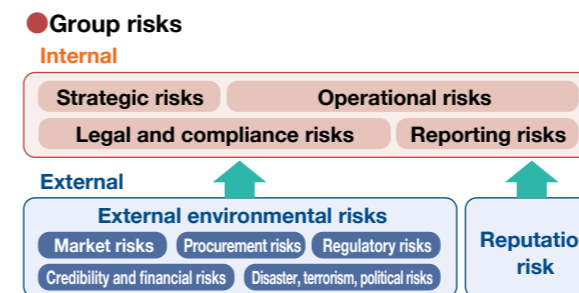 Group risks
Internal
Strategic risks Operational risks
Legal and compliance risks Reporting risks
External
External environmental risks
Market risks Procurement risks Regulatory risks
Credibility and financial risks Disaster, terrorism, political risks
Reputatio
risk